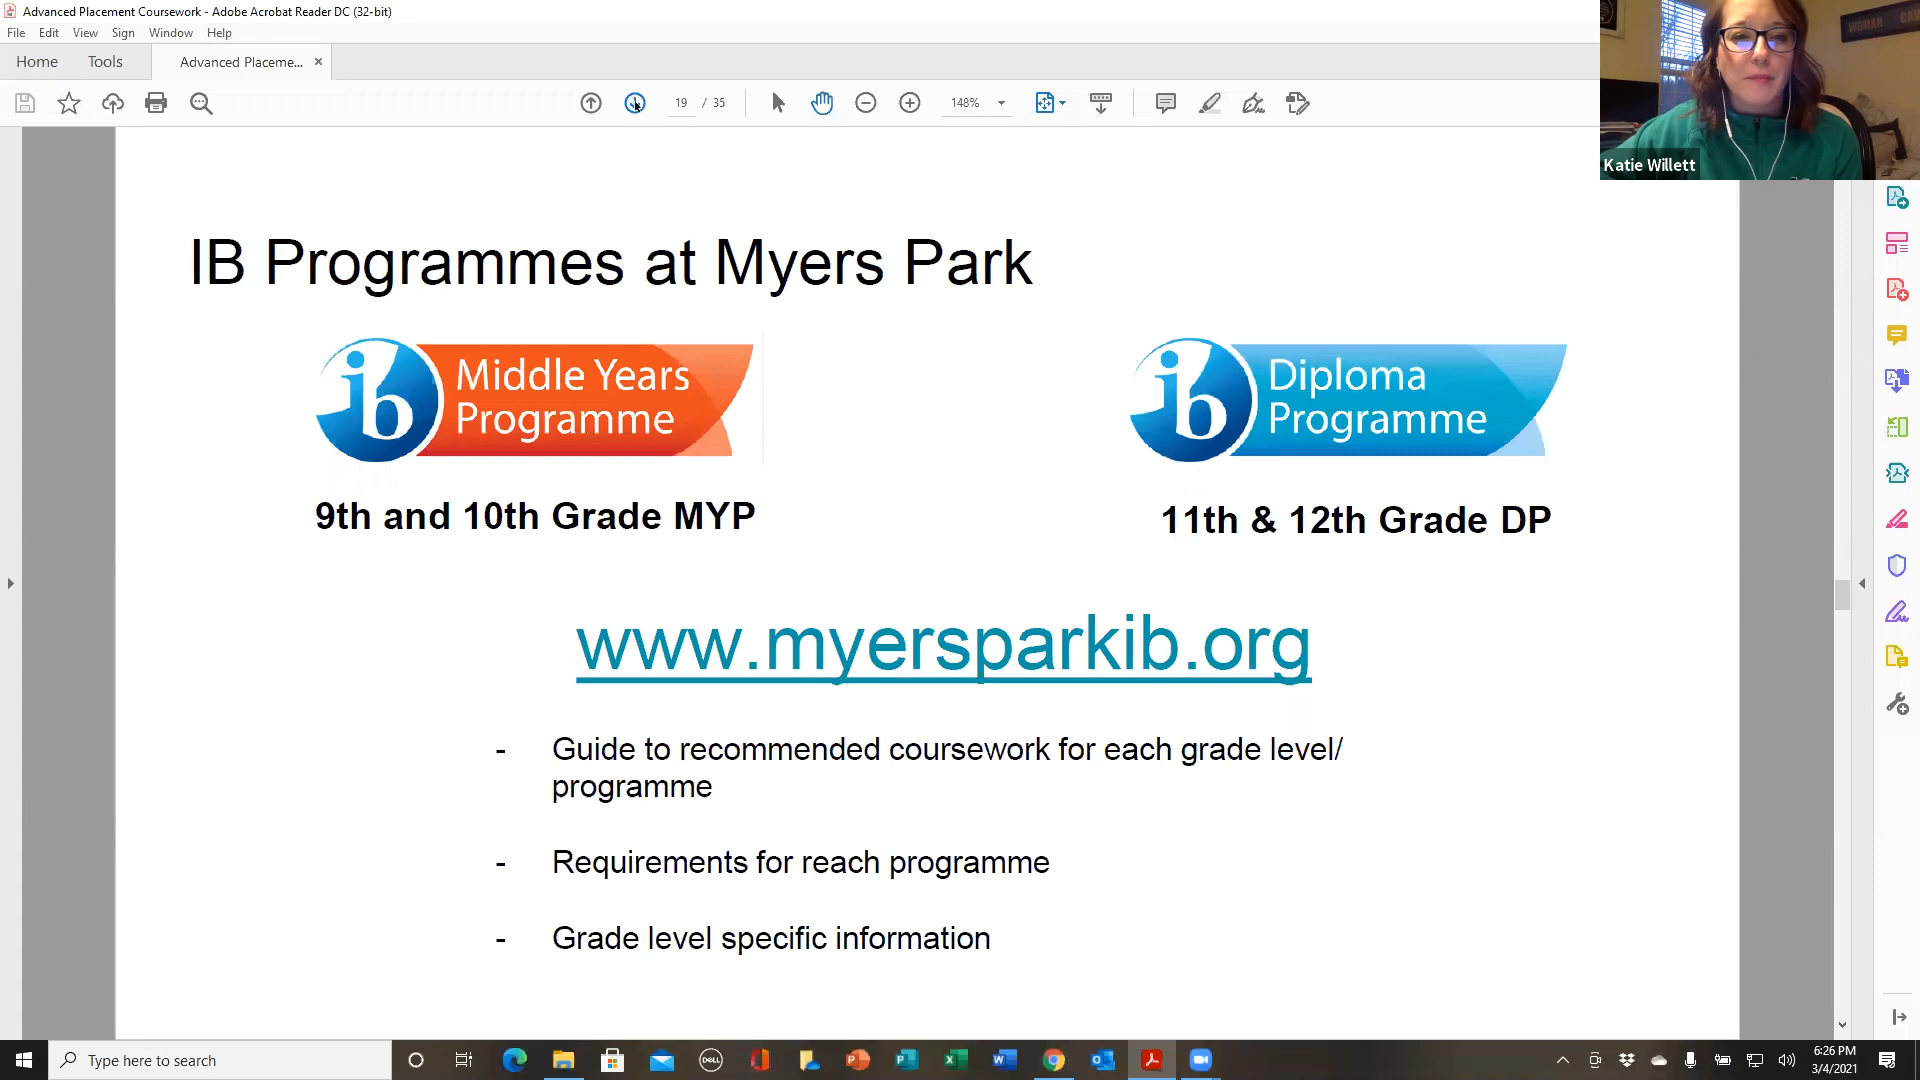 Advanced Placement Coursework - Adobe Acrobat Reader DC (32-bit)
File Edit View Sign Window Help
Home Tools Advanced Placeme... ×
19 / 35 148%
Katie Willett
IB Programmes at Myers Park
ib Middle Years
Programme
ib Diploma
Programme
9th and 10th Grade MYP
11th & 12th Grade DP
www.myersparkib.org
- Guide to recommended coursework for each grade level/
programme
- Requirements for reach programme
- Grade level specific information
Type here to search
DELL
6:26 PM
3/4/2021